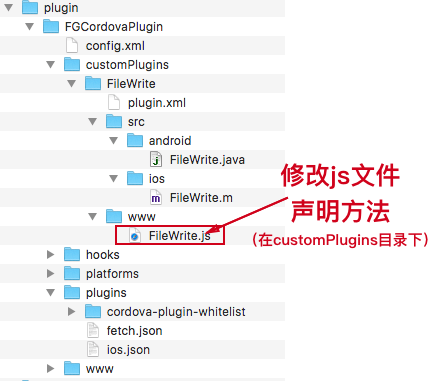 plugin
FGCordovaPlugin
config.xml
customPlugins
FileWrite
plugin.xml
src
android
FileWrite.java
ios
FileWrite.m
www
FileWrite.js
hooks
platforms
plugins
cordova-plugin-whitelist
fetch.json
ios.json
www
修改js文件
声明方法
(在customPlugins目录下)